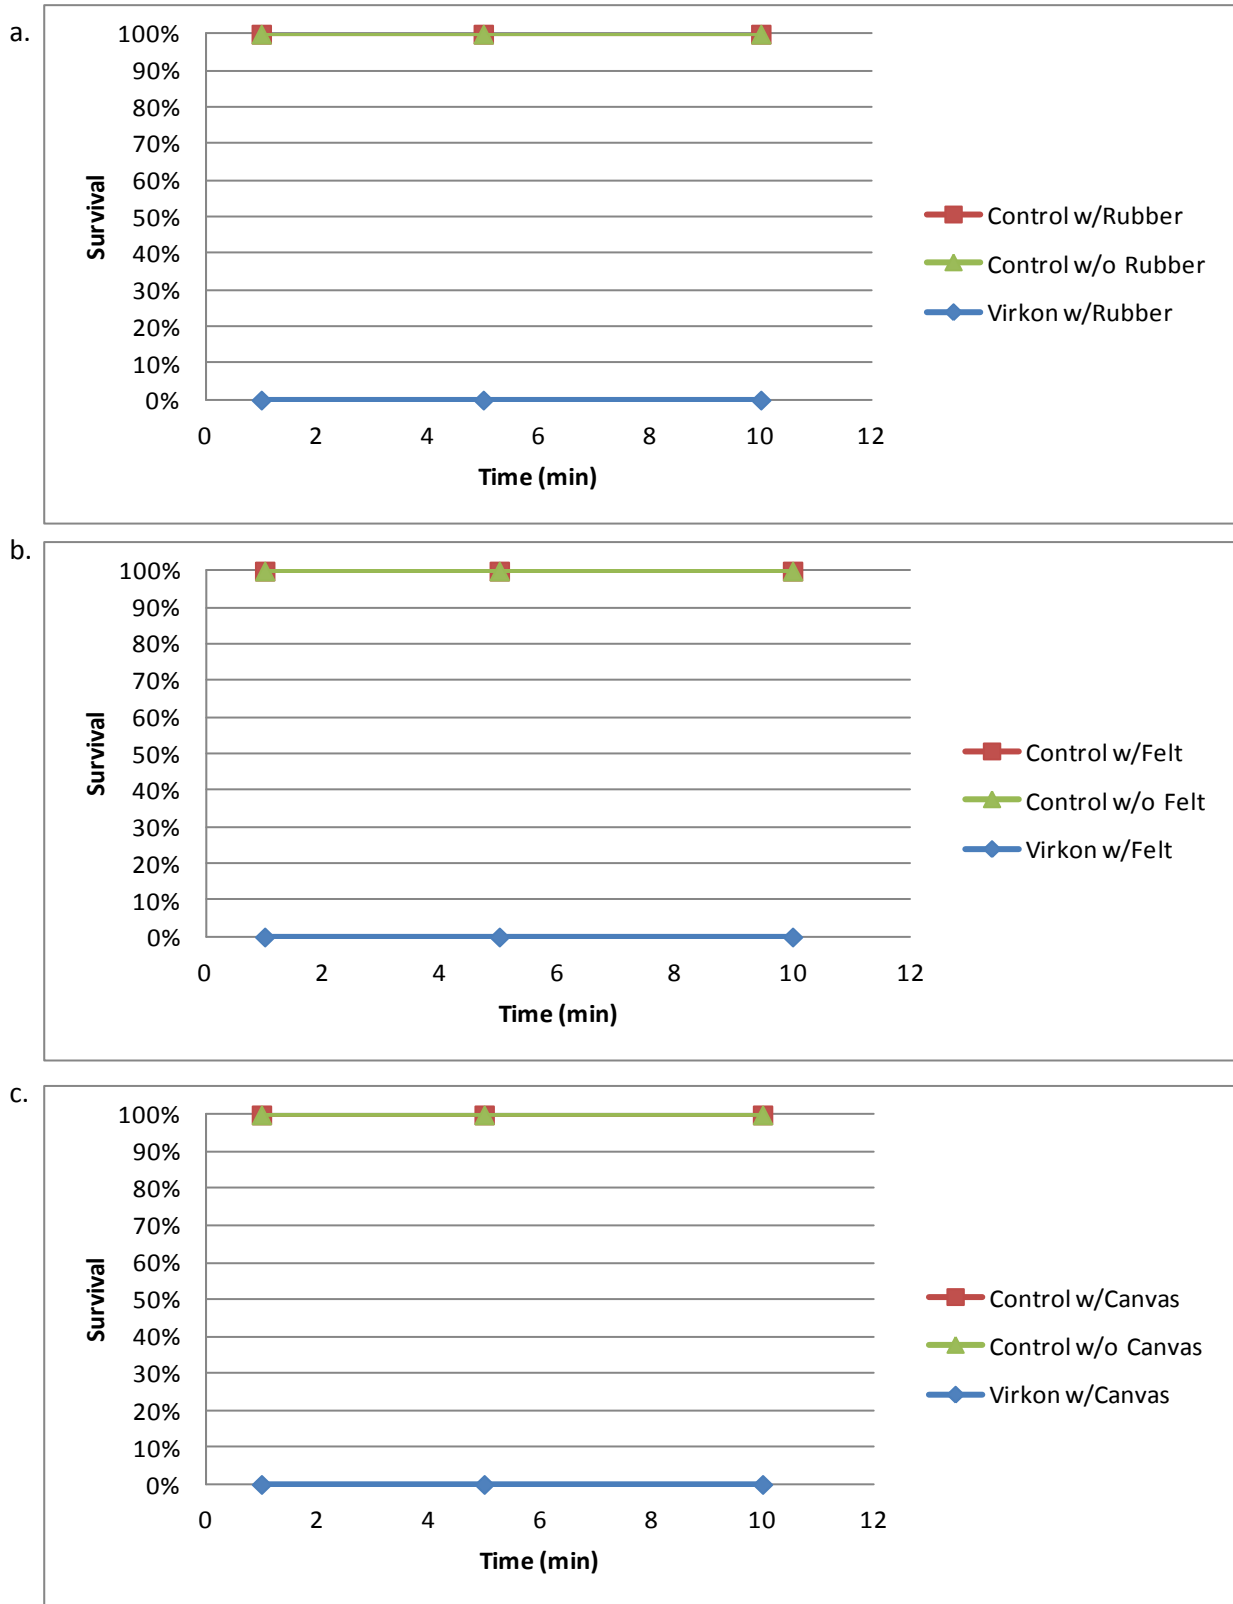 a.
100%
90%
80%
70%
60%
50%
40%
30%
20%
10%
0%
Survival
0 2 4 6 8 10 12
Time (min)
Control w/Rubber
Control w/o Rubber
Virkon w/Rubber
b.
100%
90%
80%
70%
60%
50%
40%
30%
20%
10%
0%
Survival
0 2 4 6 8 10 12
Time (min)
Control w/Felt
Control w/o Felt
Virkon w/Felt
c.
100%
90%
80%
70%
60%
50%
40%
30%
20%
10%
0%
Survival
0 2 4 6 8 10 12
Time (min)
Control w/Canvas
Control w/o Canvas
Virkon w/Canvas